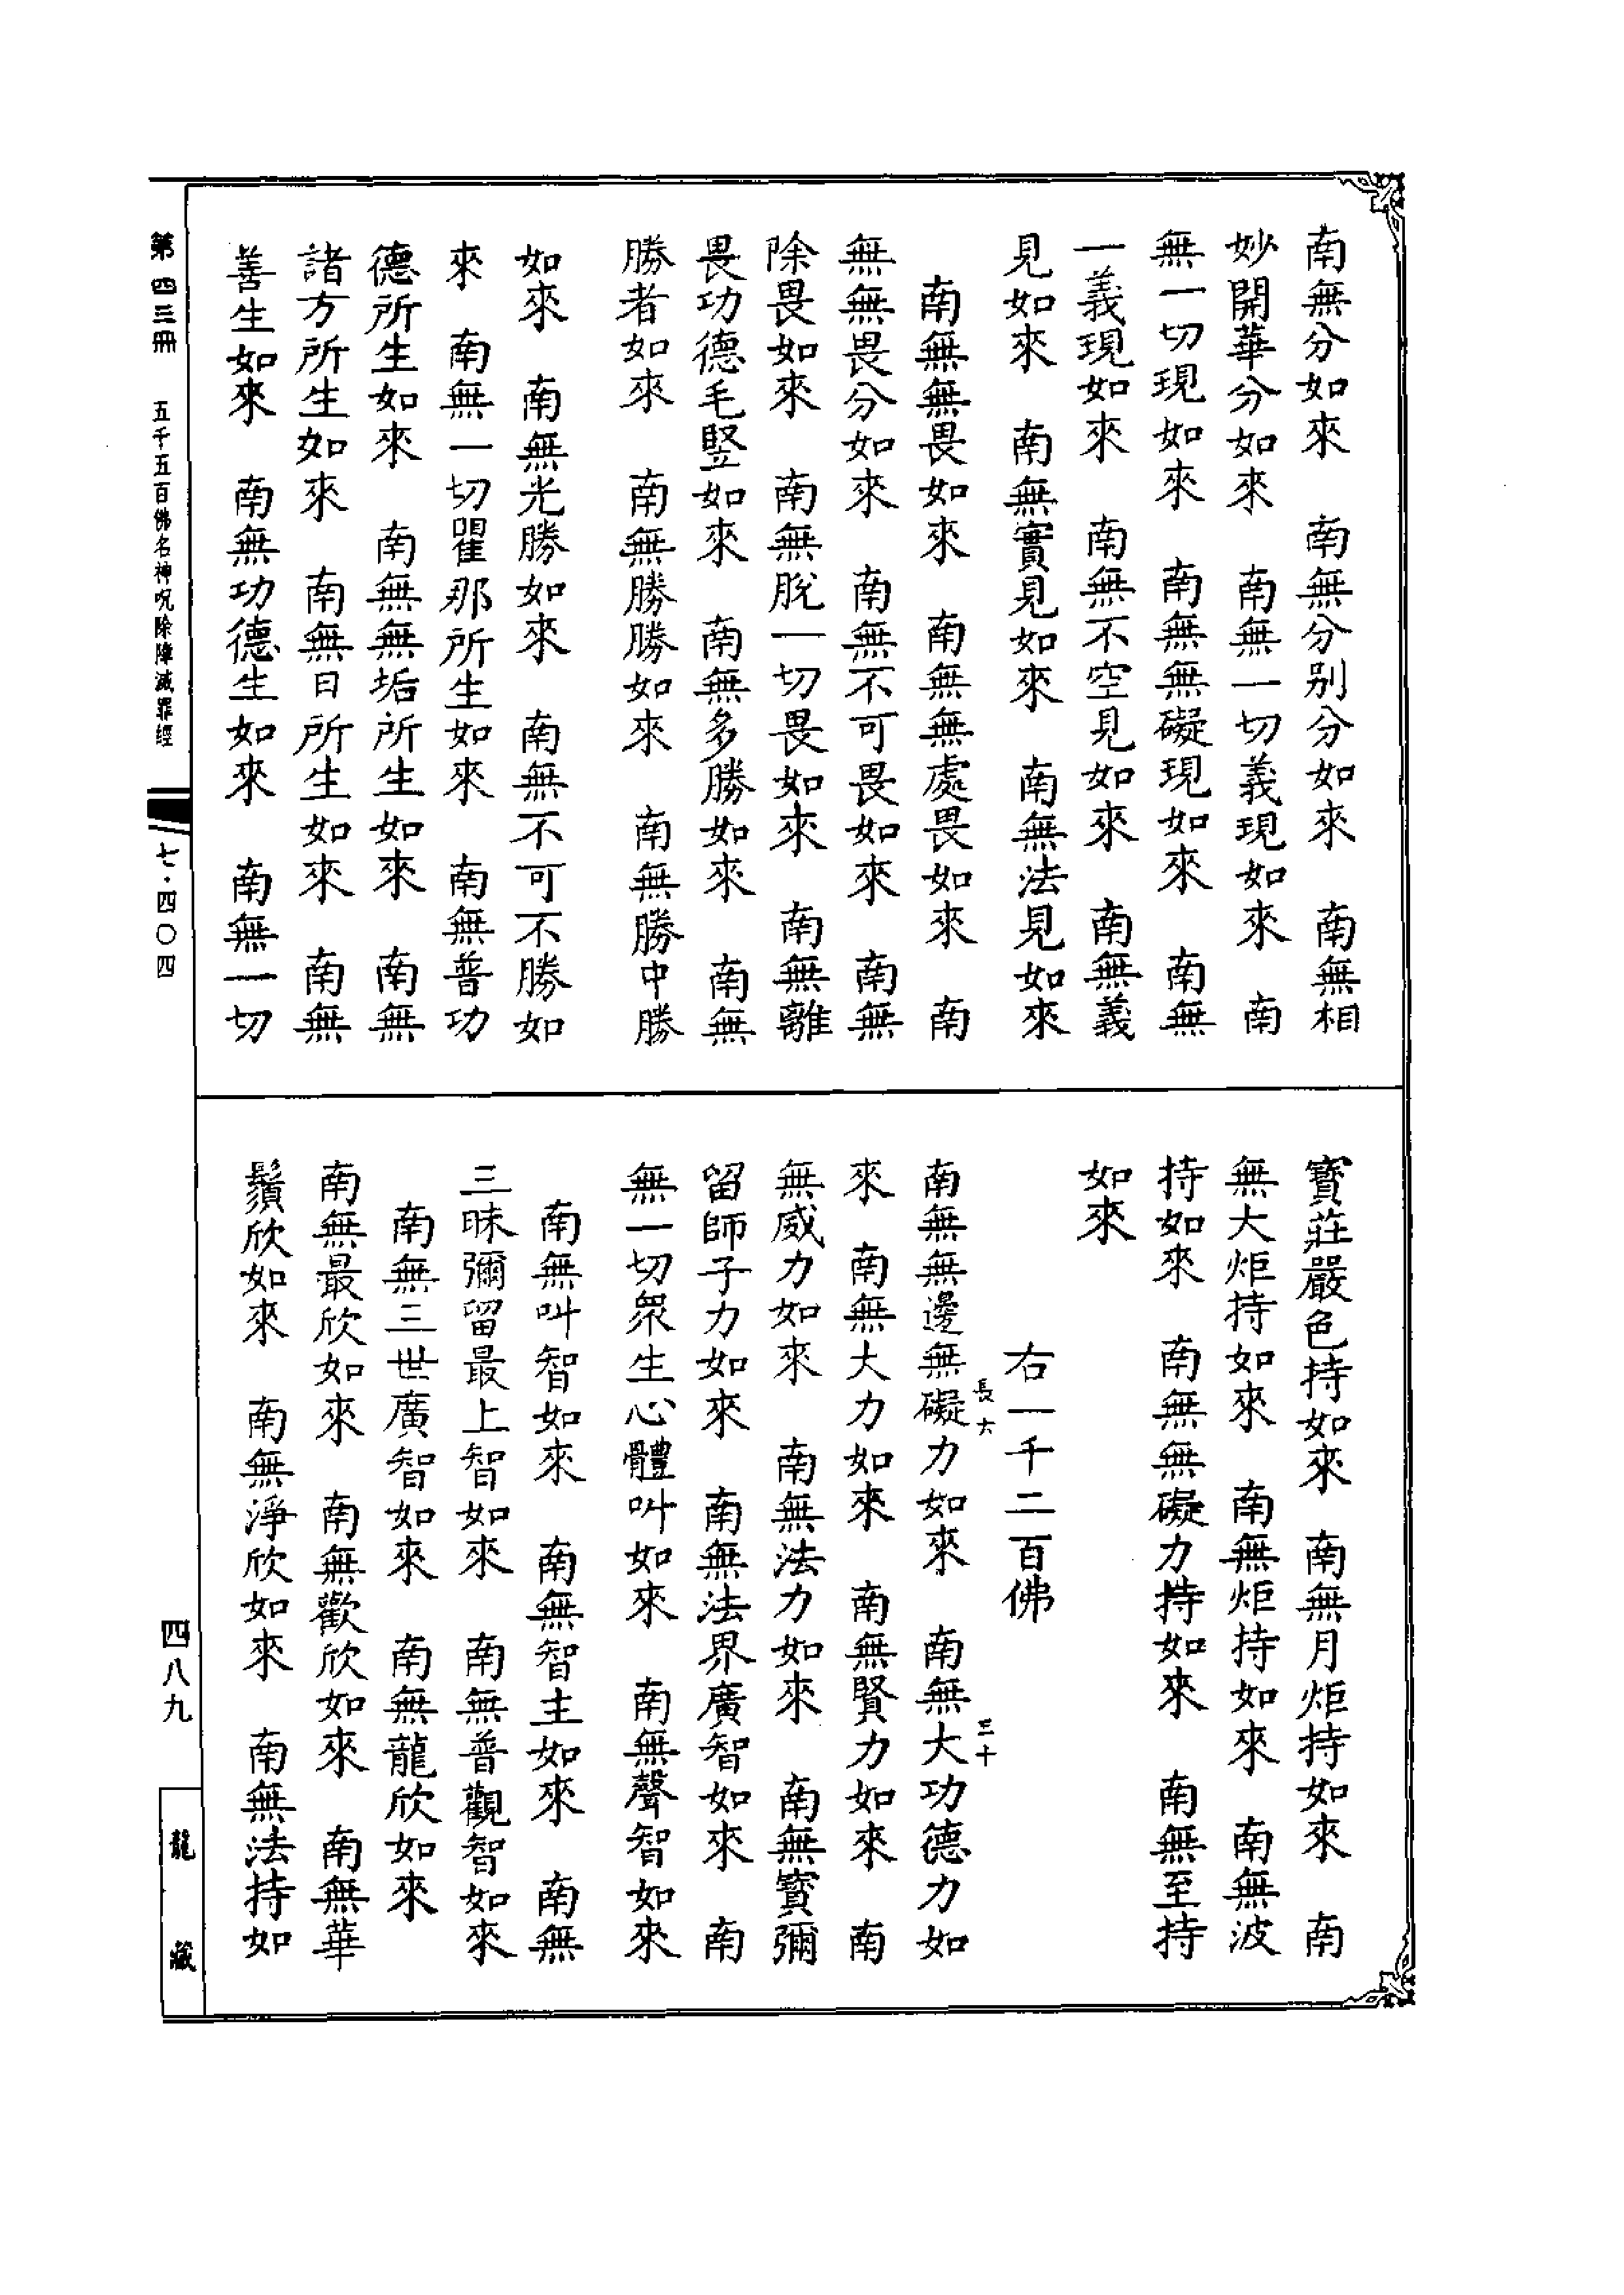 南無分如來　南無分别分如來　南無相
妙開華分如來　南無一切義現如來　南
無一切現如來　南無無礙現如來　南無
一義現如來　南無不空見如來　南無義
見如來　南無實見如來　南無法見如來
南無無畏如來　南無無處畏如來　南
無無畏分如來　南無不可畏如來　南無
除畏如來　南無脫一切畏如來　南無離
畏功德毛竪如來　南無多勝如來　南無
勝者如來　南無勝勝如來　南無勝中勝
如來　南無光勝如來　南無不可不勝如
來　南無一切瞿那所生如來　南無普功
德所生如來　南無無垢所生如來　南無
諸方所生如來　南無日所生如來　南無
善生如來　南無功德生如來　南無一切
寶莊嚴色持如來　南無月炬持如來　南
無大炬持如來　南無炬持如來　南無波
持如來　南無無礙力持如來　南無至持
如來
右一千二百佛
長六　三十
南無無邊無礙力如來　南無大功德力如
來　南無大力如來　南無賢力如來　南
無威力如來　南無法力如來　南無寶彌
留師子力如來　南無法界廣智如來　南
無一切衆生心體叫如來　南無聲智如來
南無叫智如來　南無智主如來　南無
三昧彌留最上智如來　南無普觀智如來
南無三世廣智如來　南無龍欣如來
南無最欣如來　南無歡欣如來　南無華
鬚欣如來　南無淨欣如來　南無法持如
第四三冊　五千五百佛名神呪除障滅罪經　七·四〇四
四八九
龍藏